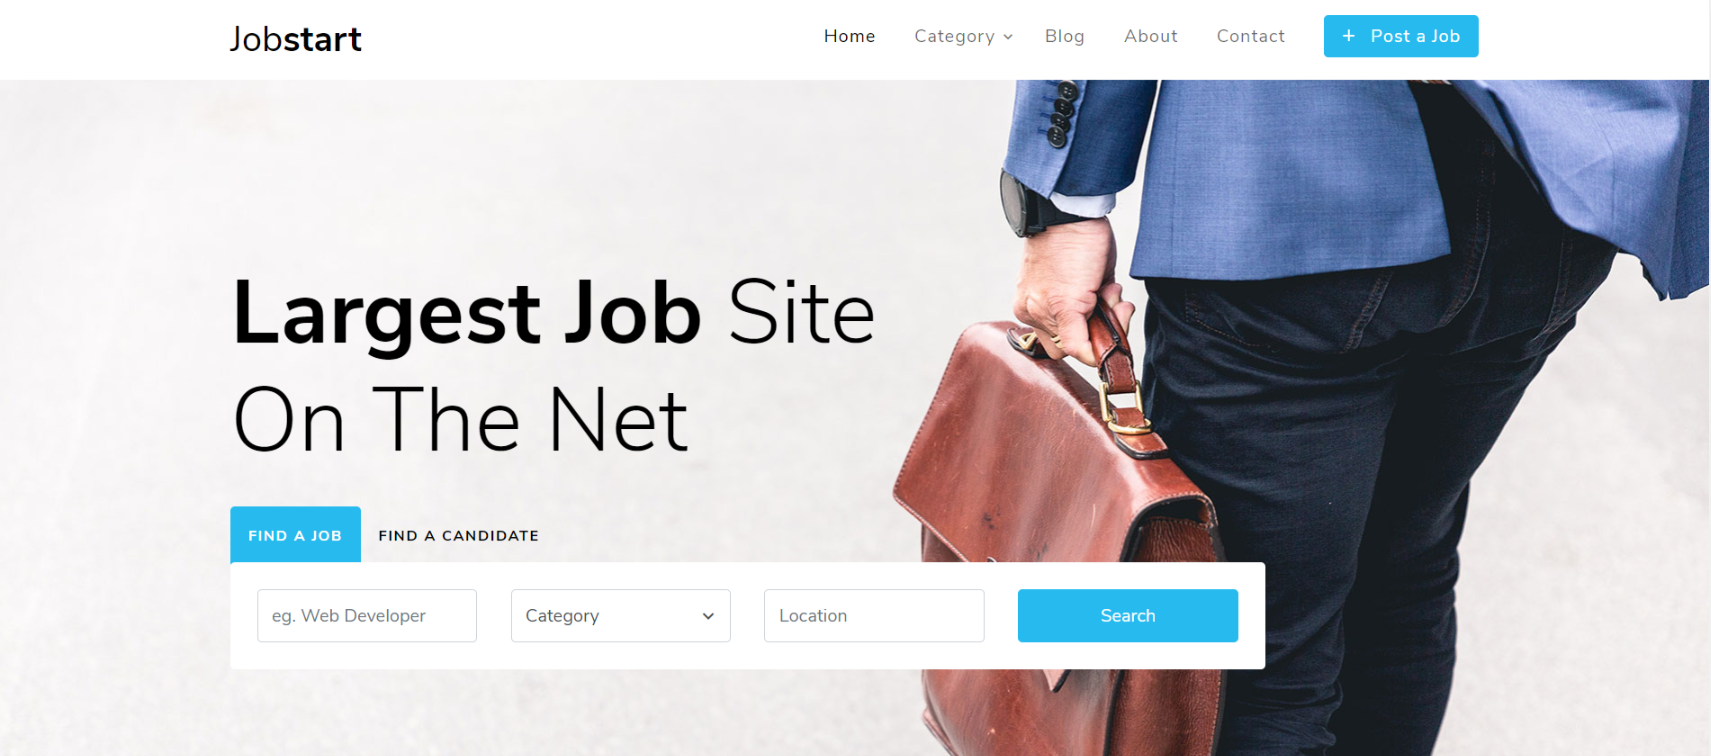 Jobstart
Home Category Blog About Contact + Post a Job
Largest Job Site
On The Net
FIND A JOB FIND A CANDIDATE
eg. Web Developer Category Location Search